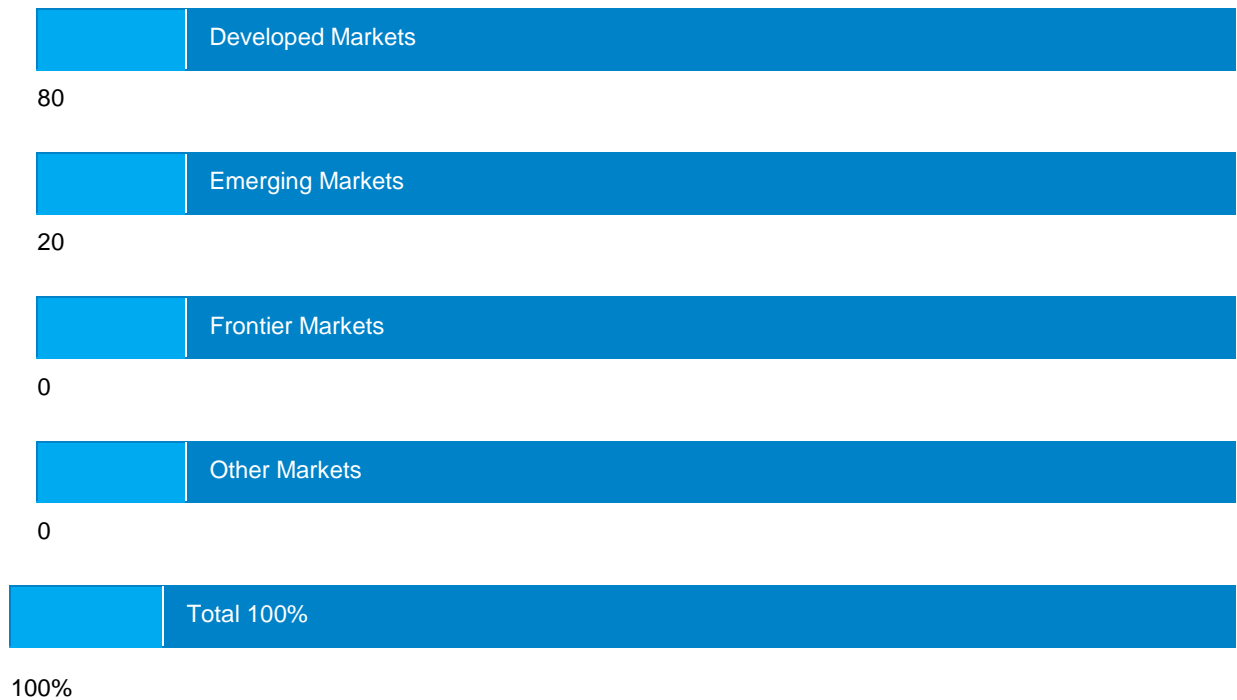 Developed Markets
80
Emerging Markets
20
Frontier Markets
0
Other Markets
0
Total 100%
100%